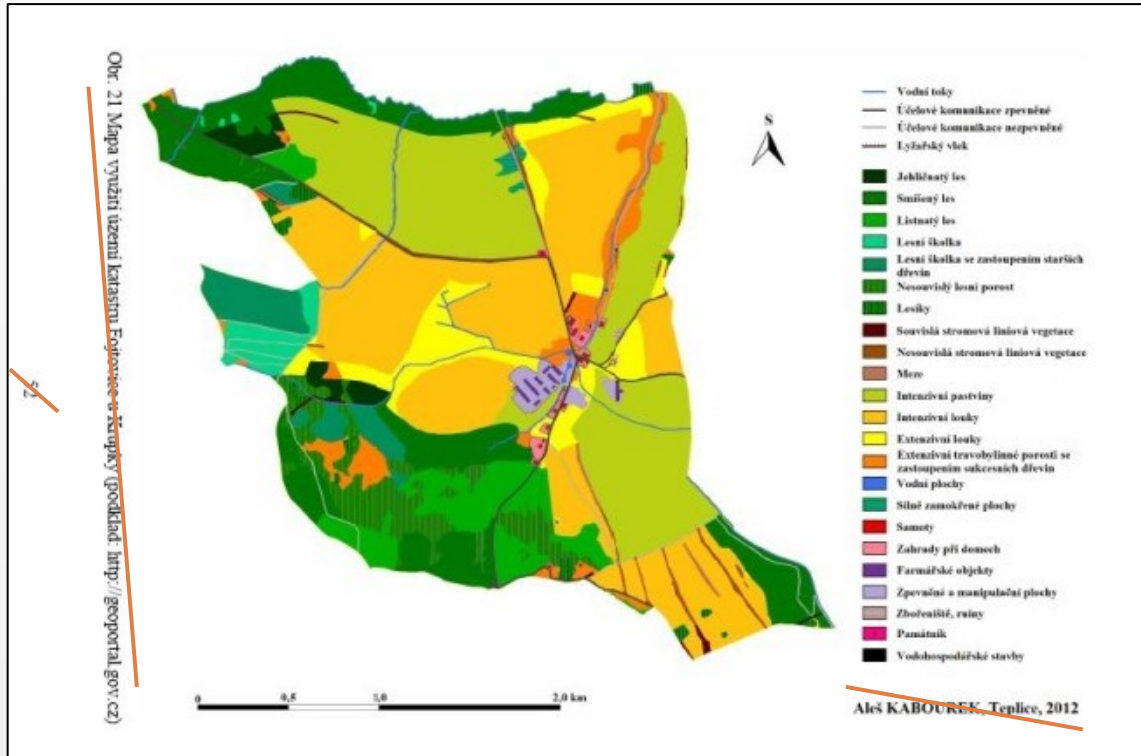 Obr. 21 Mapa využití území katastru Fojtovice u Krupky (podklad: http://geoportal.gov.cz)
52
S
Vodní toky
Účelové komunikace zpevněné
Účelové komunikace nezpevněné
Lyžařský vlek
Jehličnatý les
Smíšený les
Listnatý les
Lesní školka
Lesní školka se zastoupením starších
dřevin
Nesouvislý lesní porost
Lesíky
Souvislá stromová liniová vegetace
Nesouvislá stromová liniová vegetace
Meze
Intenzivní pastviny
Intenzivní louky
Extenzivní louky
Extenzivní travobylinné porosti se
zastoupením sukcesních dřevin
Vodní plochy
Silně zamokřené plochy
Samoty
Zahrady při domech
Farmářské objekty
Zpevněné a manipulační plochy
Zbořeniště, ruiny
Památník
Vodohospodářské stavby
0 0,5 1,0 2,0 km
Aleš KABOUREK, Teplice, 2012